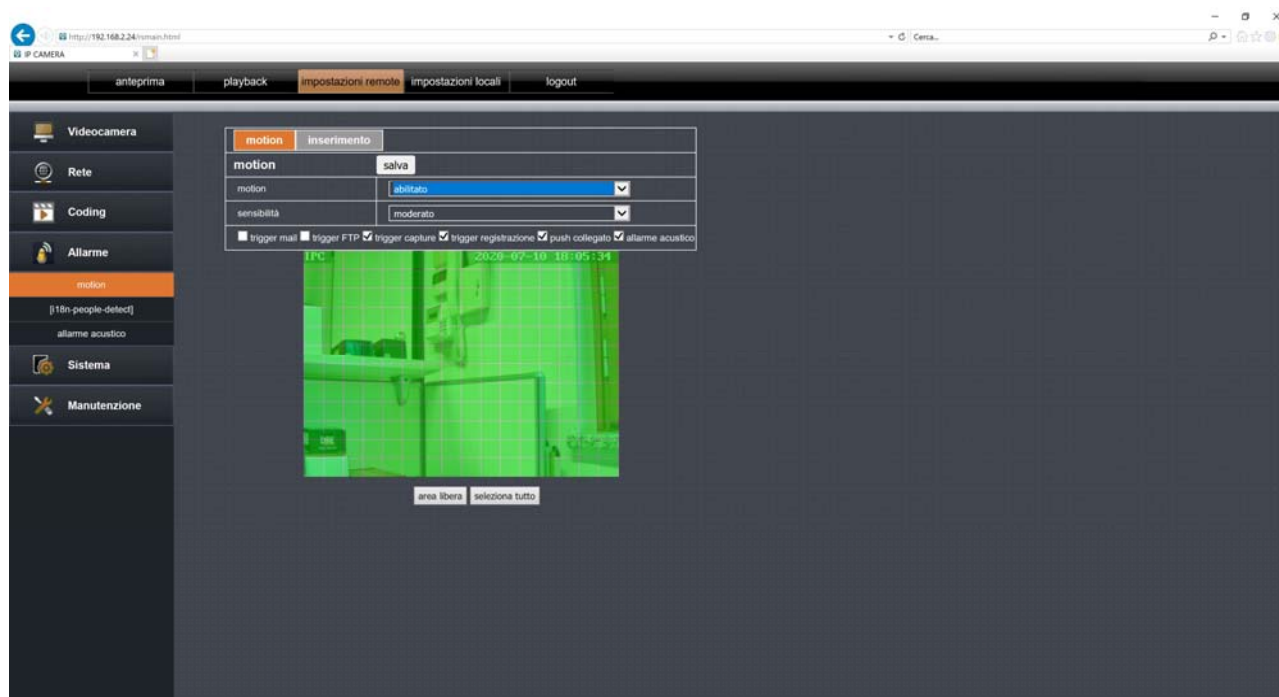 http://192.168.2.24/rsmain.html
Cerca...
IP CAMERA
anteprima playback impostazioni remote impostazioni locali logout
Videocamera
Rete
Coding
Allarme
motion
[i18n-people-detect]
allarme acustico
Sistema
Manutenzione
motion inserimento
motion salva
motion abilitato
sensibilità moderato
trigger mail trigger FTP trigger capture trigger registrazione push collegato allarme acustico
IPC 2020-07-10 18:05:34
area libera seleziona tutto